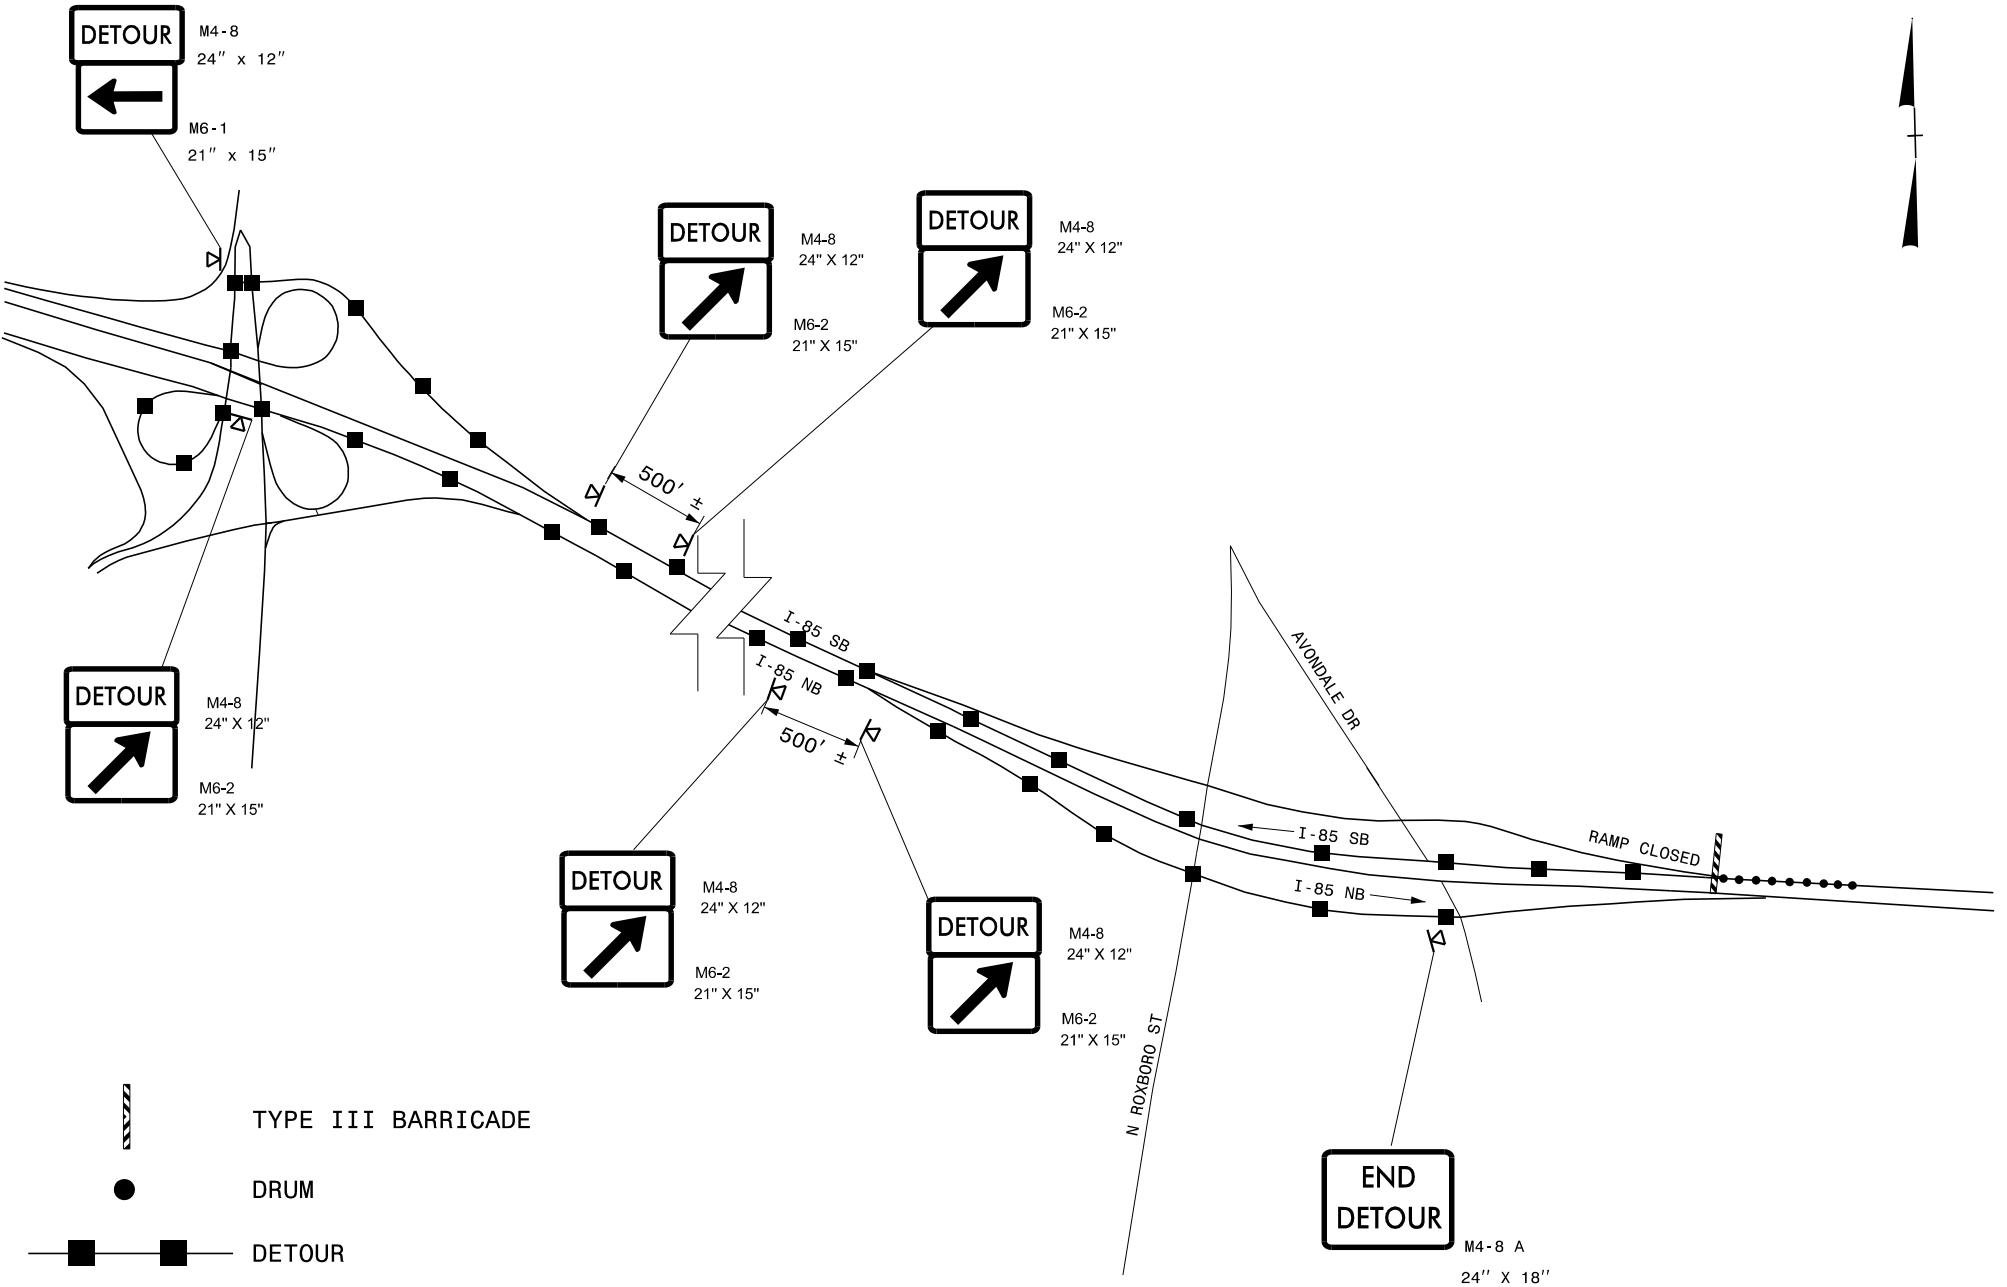 DETOUR
M4-8
24" x 12"
M6-1
21" x 15"
DETOUR
M4-8
24" X 12"
M6-2
21" X 15"
DETOUR
M4-8
24" X 12"
M6-2
21" X 15"
500' ±
I-85 SB
I-85 NB
500' ±
AVONDALE DR
DETOUR
M4-8
24" X 12"
M6-2
21" X 15"
I-85 SB
RAMP CLOSED
I-85 NB
DETOUR
M4-8
24" X 12"
M6-2
21" X 15"
DETOUR
M4-8
24" X 12"
M6-2
21" X 15"
N ROXBORO ST
END
DETOUR
M4-8 A
24'' X 18''
TYPE III BARRICADE
DRUM
DETOUR